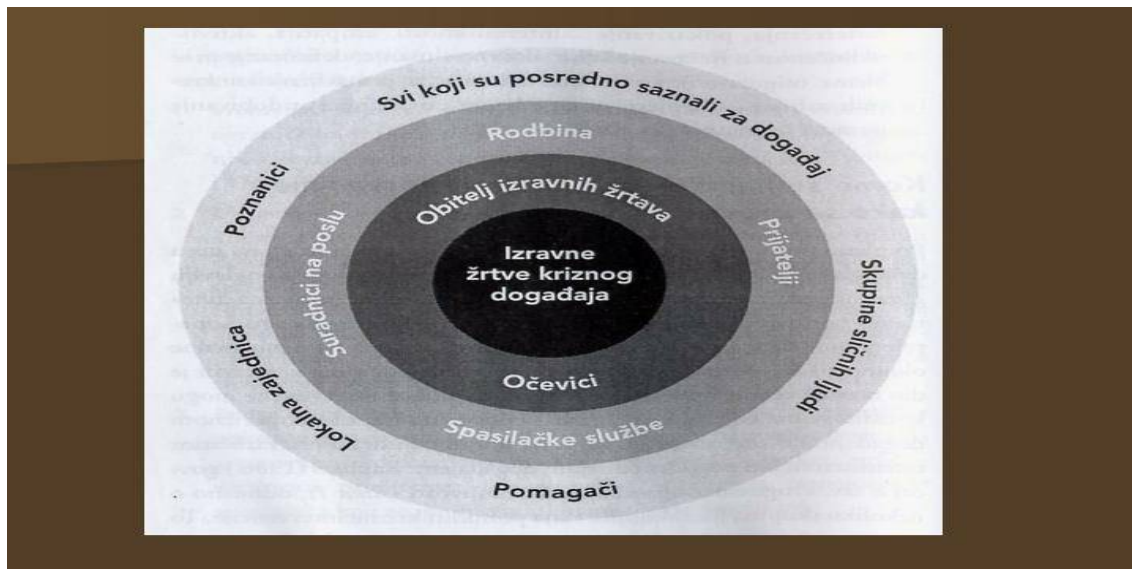 Svi koji su posredno saznali za događaj
Rodbina
Poznanici
Obitelj izravnih žrtava
Suradnici na poslu
Prijatelji
Izravne
žrtve kriznog
događaja
Skupine sličnih ljudi
Lokalna zajednica
Očevici
Spasilačke službe
Pomagači